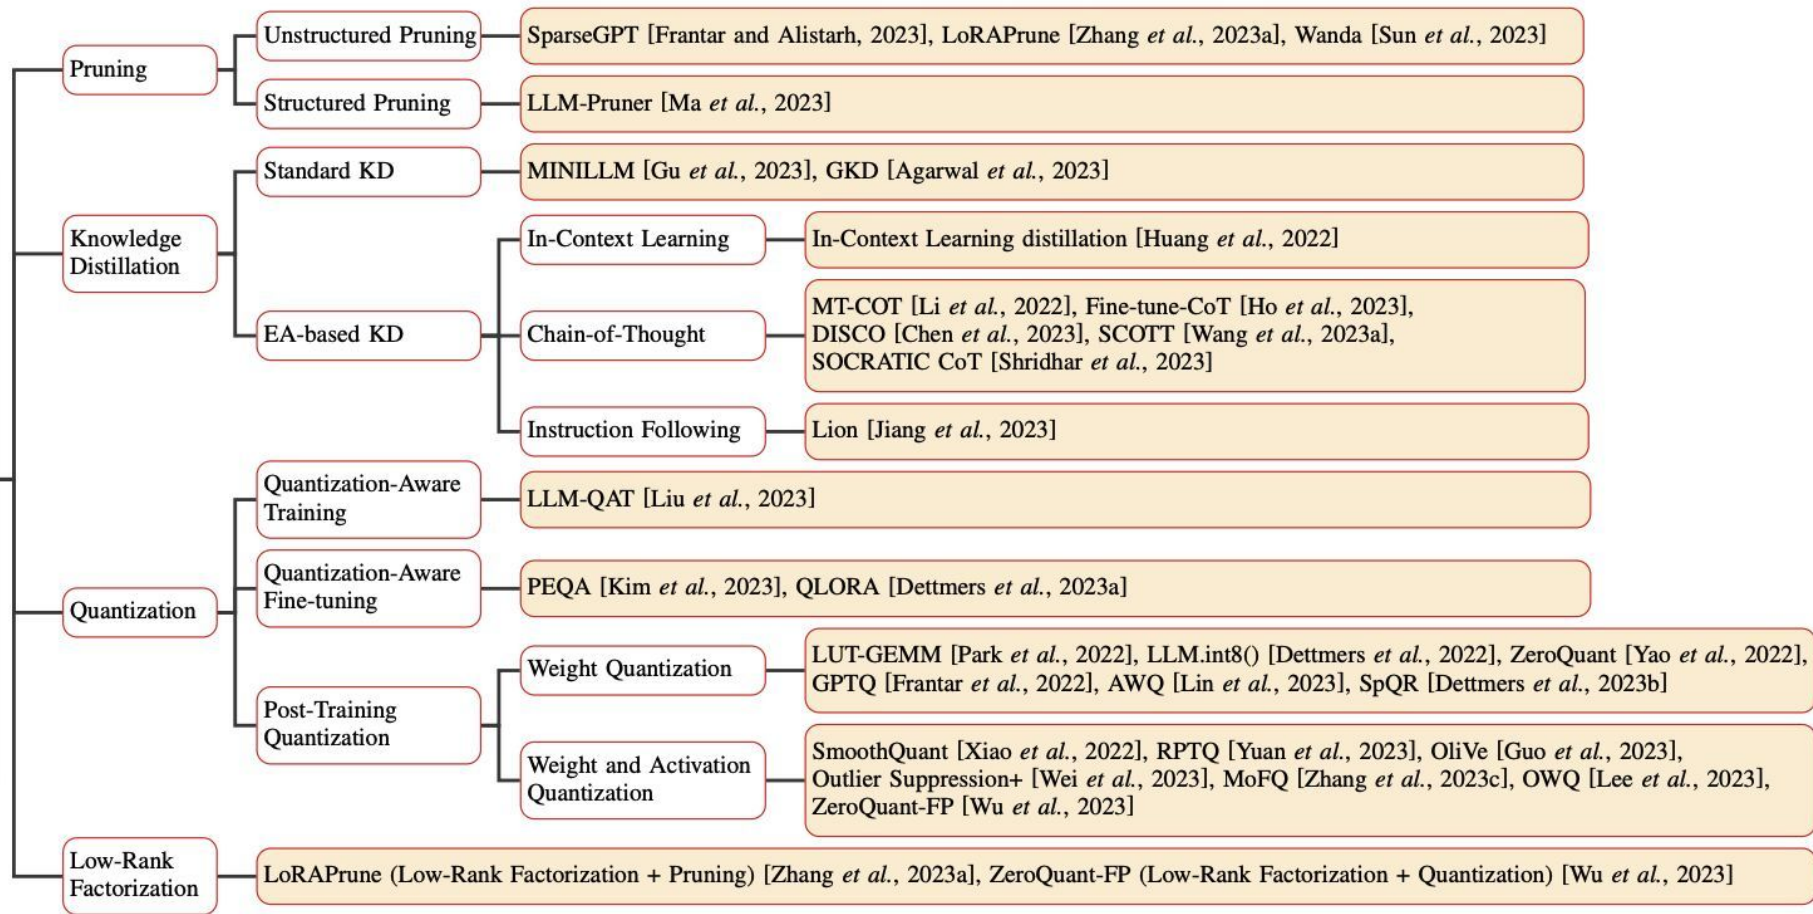 Pruning
Unstructured Pruning
SparseGPT [Frantar and Alistarh, 2023], LoRAPrune [Zhang et al., 2023a], Wanda [Sun et al., 2023]
Structured Pruning
LLM-Pruner [Ma et al., 2023]
Knowledge
Distillation
Standard KD
MINILLM [Gu et al., 2023], GKD [Agarwal et al., 2023]
EA-based KD
In-Context Learning
In-Context Learning distillation [Huang et al., 2022]
Chain-of-Thought
MT-COT [Li et al., 2022], Fine-tune-CoT [Ho et al., 2023],
DISCO [Chen et al., 2023], SCOTT [Wang et al., 2023a],
SOCRATIC CoT [Shridhar et al., 2023]
Instruction Following
Lion [Jiang et al., 2023]
Quantization
Quantization-Aware
Training
LLM-QAT [Liu et al., 2023]
Quantization-Aware
Fine-tuning
PEQA [Kim et al., 2023], QLORA [Dettmers et al., 2023a]
Post-Training
Quantization
Weight Quantization
LUT-GEMM [Park et al., 2022], LLM.int8() [Dettmers et al., 2022], ZeroQuant [Yao et al., 2022],
GPTQ [Frantar et al., 2022], AWQ [Lin et al., 2023], SpQR [Dettmers et al., 2023b]
Weight and Activation
Quantization
SmoothQuant [Xiao et al., 2022], RPTQ [Yuan et al., 2023], OliVe [Guo et al., 2023],
Outlier Suppression+ [Wei et al., 2023], MoFQ [Zhang et al., 2023c], OWQ [Lee et al., 2023],
ZeroQuant-FP [Wu et al., 2023]
Low-Rank
Factorization
LoRAPrune (Low-Rank Factorization + Pruning) [Zhang et al., 2023a], ZeroQuant-FP (Low-Rank Factorization + Quantization) [Wu et al., 2023]